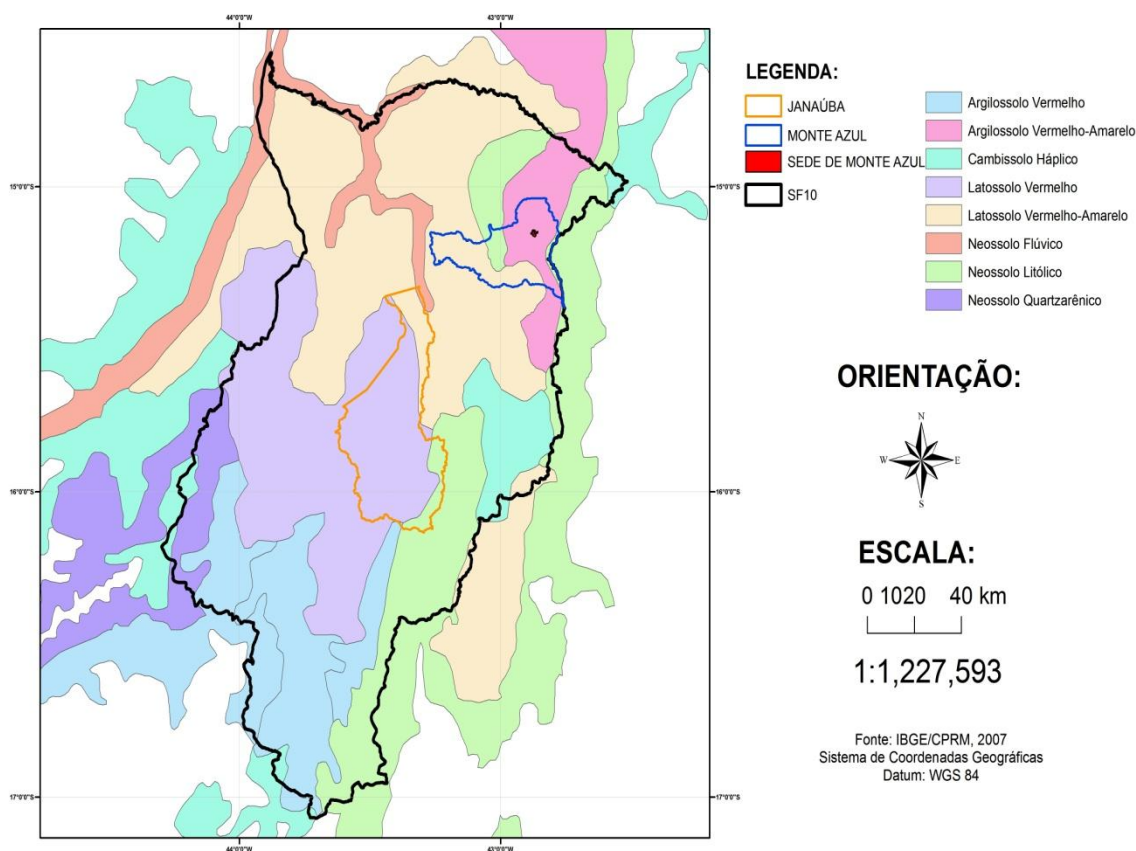 44°0'0"W
43°0'0"W
15°0'0"S
15°0'0"S
16°0'0"S
16°0'0"S
17°0'0"S
17°0'0"S
44°0'0"W
43°0'0"W
LEGENDA:
JANAÚBA
MONTE AZUL
SEDE DE MONTE AZUL
SF10
Argilossolo Vermelho
Argilossolo Vermelho-Amarelo
Cambissolo Háplico
Latossolo Vermelho
Latossolo Vermelho-Amarelo
Neossolo Flúvico
Neossolo Litólico
Neossolo Quartzarênico
ORIENTAÇÃO:
N
W E
S
ESCALA:
0 1020 40 km
1:1,227,593
Fonte: IBGE/CPRM, 2007
Sistema de Coordenadas Geográficas
Datum: WGS 84